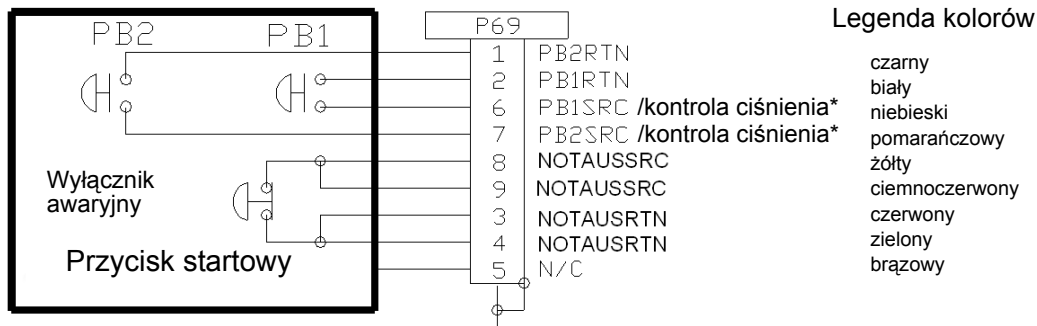 Legenda kolorów
PB2 PB1 P69
1 PB2RTN czarny
2 PB1RTN biały
6 PB1SRC /kontrola ciśnienia* niebieski
7 PB2SRC /kontrola ciśnienia* pomarańczowy
8 NOTAUSSRC żółty
Wyłącznik
awaryjny
9 NOTAUSSRC ciemnoczerwony
3 NOTAUSRTN czerwony
4 NOTAUSRTN zielony
Przycisk startowy
5 N/C brązowy